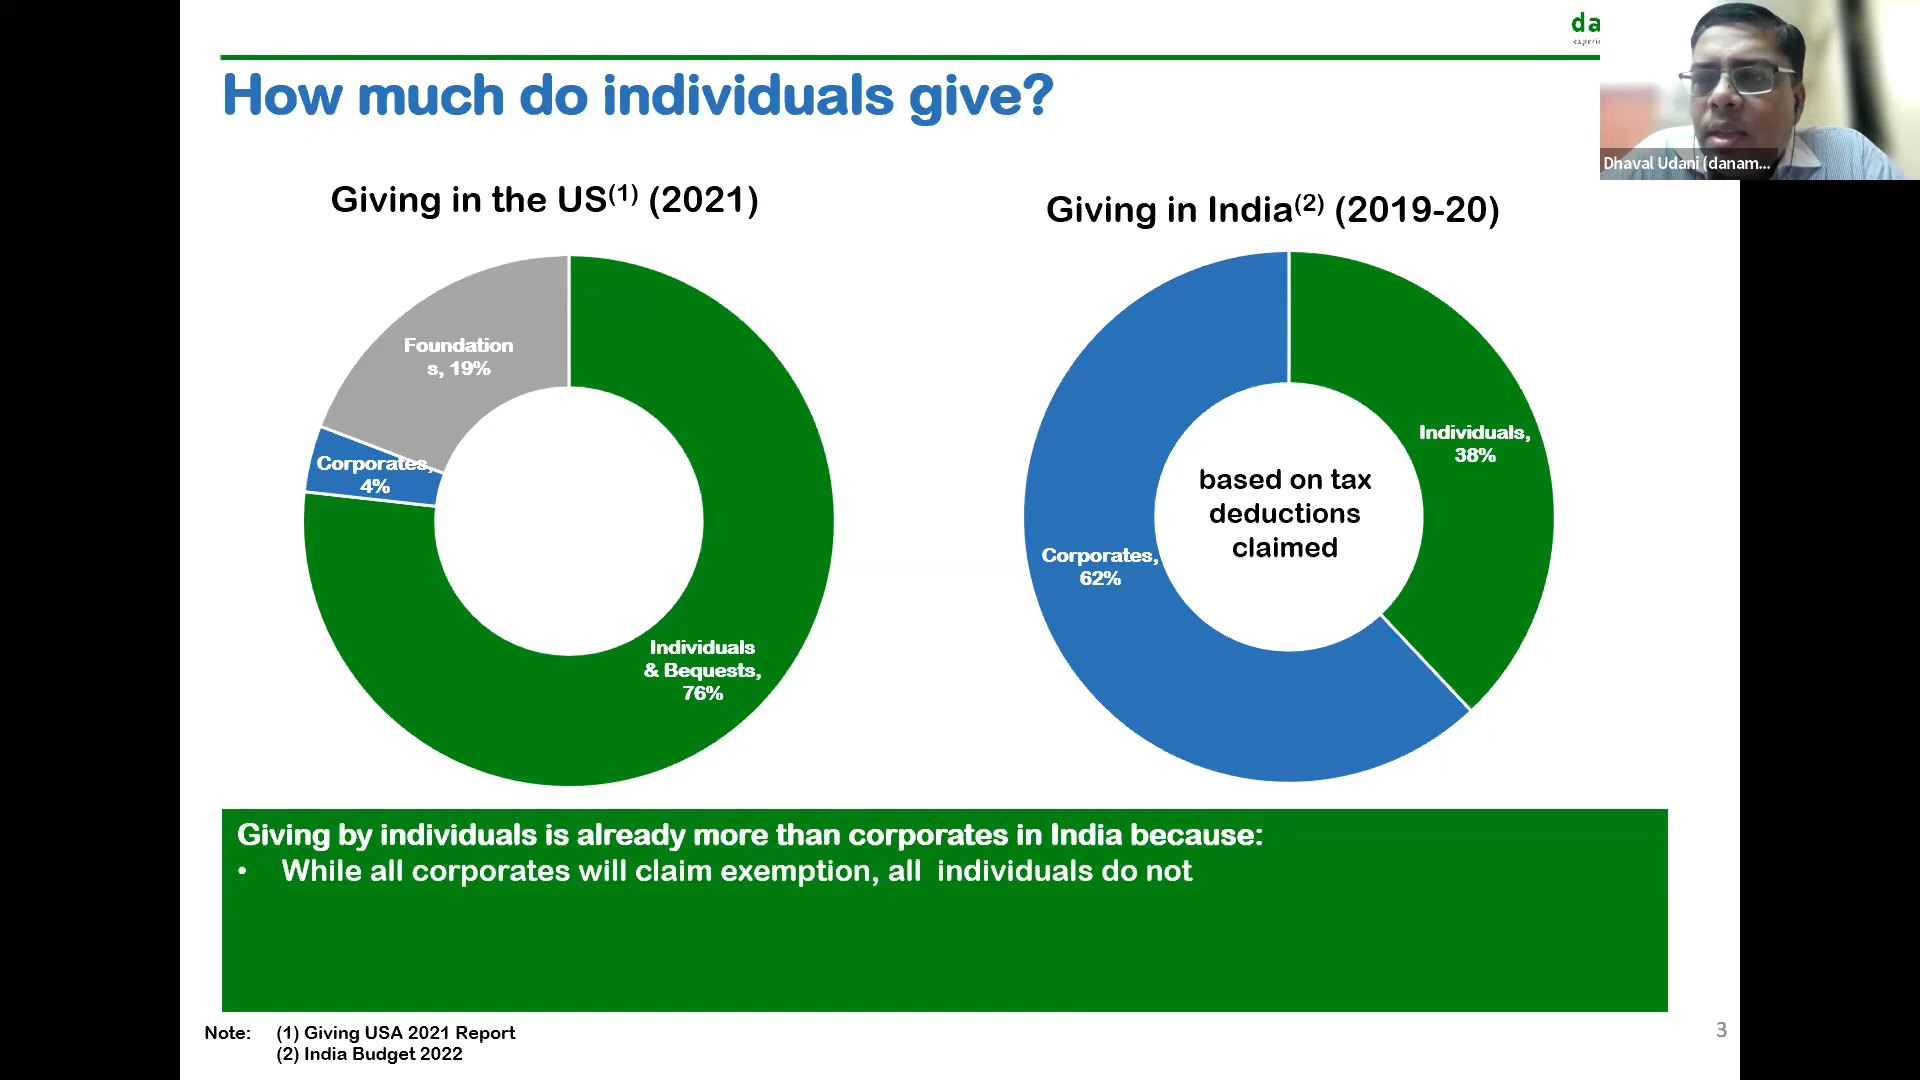 da
How much do individuals give?
Dhaval Udani (danam...
Giving in the US(1) (2021)
Foundation
s, 19%
Corporates,
4%
Individuals
& Bequests,
76%
Giving in India(2) (2019-20)
Individuals,
38%
based on tax
deductions
claimed
Corporates,
62%
Giving by individuals is already more than corporates in India because:
• While all corporates will claim exemption, all  individuals do not
Note: (1) Giving USA 2021 Report
(2) India Budget 2022
3